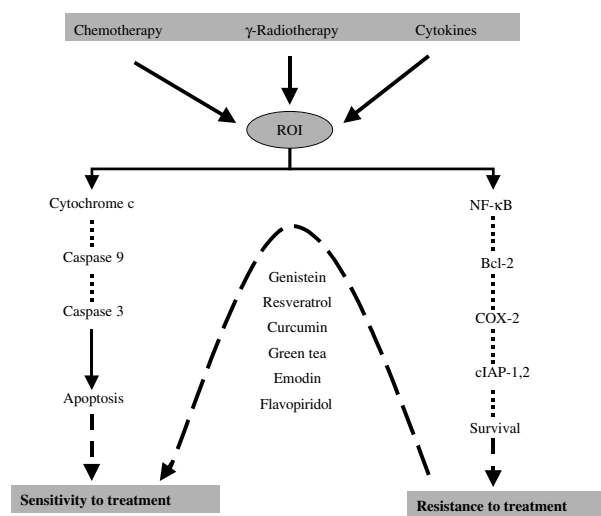 Chemotherapy γ-Radiotherapy Cytokines
ROI
Cytochrome c
Caspase 9
Caspase 3
Apoptosis
Sensitivity to treatment
Genistein
Resveratrol
Curcumin
Green tea
Emodin
Flavopiridol
NF-κB
Bcl-2
COX-2
cIAP-1,2
Survival
Resistance to treatment